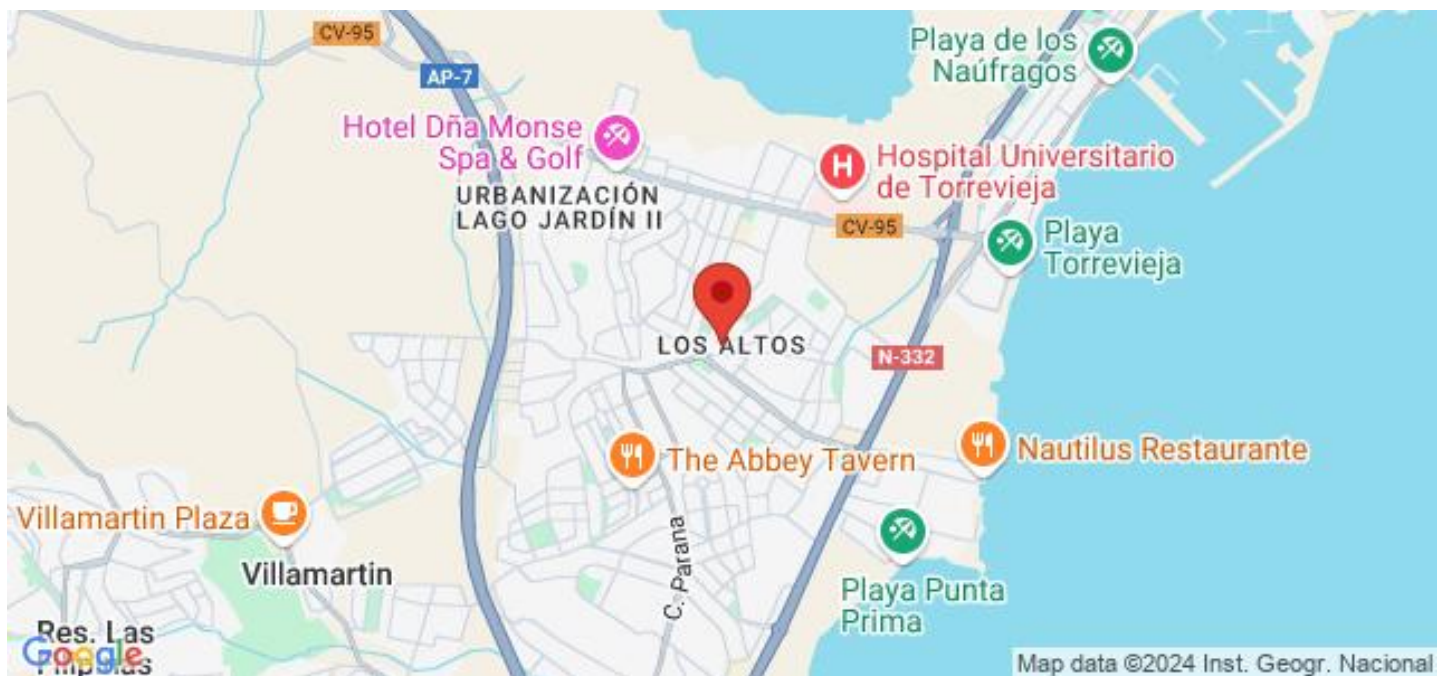 CV-95
Playa de los
Naúfragos
AP-7
Hotel Dña Monse
Spa & Golf
H
Hospital Universitario
de Torrevieja
URBANIZACIÓN
LAGO JARDÍN II
CV-95
Playa
Torrevieja
LOS ALTOS
N-332
The Abbey Tavern
Nautilus Restaurante
Villamartin Plaza
C. Parana
Villamartin
Playa Punta
Prima
Res. Las
Google
Map data ©2024 Inst. Geogr. Nacional